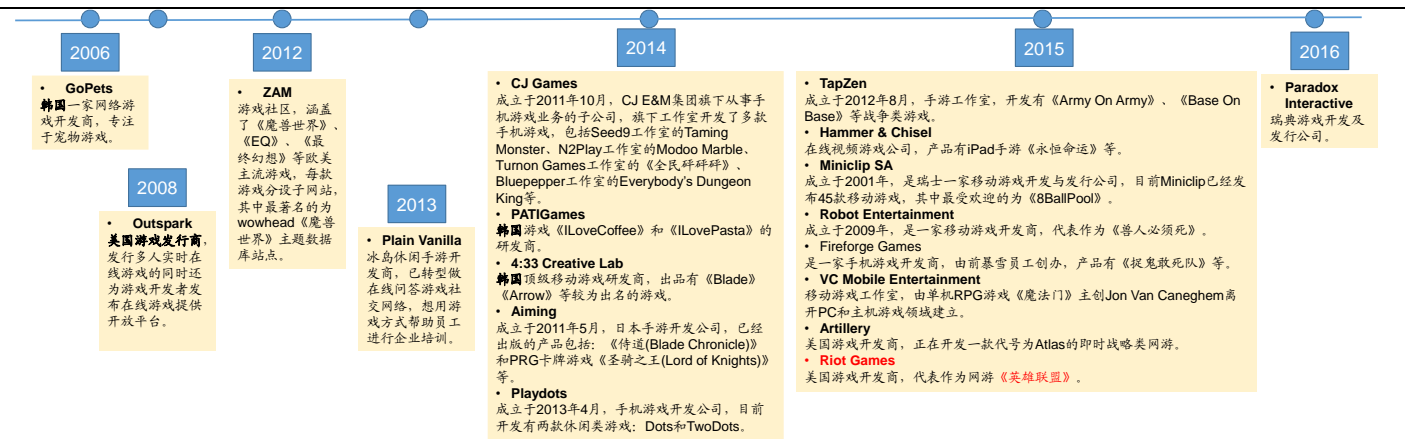 2006
• GoPets
韩国一家网络游
戏开发商，专注
于宠物游戏。
2008
• Outspark
美国游戏发行商，
发行多人实时在
线游戏的同时还
为游戏开发者发
布在线游戏提供
开放平台。
2012
• ZAM
游戏社区，涵盖
了《魔兽世界》、
《EQ》、《最
终幻想》等欧美
主流游戏，每款
游戏分设子网站，
其中最著名的为
wowhead《魔兽
世界》主题数据
库站点。
2013
• Plain Vanilla
冰岛休闲手游开
发商，已转型做
在线问答游戏社
交网络，想用游
戏方式帮助员工
进行企业培训。
2014
• CJ Games
成立于2011年10月，CJ E&M集团旗下从事手
机游戏业务的子公司，旗下工作室开发了多款
手机游戏，包括Seed9工作室的Taming
Monster、N2Play工作室的Modoo Marble、
Turnon Games工作室的《全民砰砰砰》、
Bluepepper工作室的Everybody's Dungeon
King等。
• PATIGames
韩国游戏《ILoveCoffee》和《ILovePasta》的
研发商。
• 4:33 Creative Lab
韩国顶级移动游戏研发商，出品有《Blade》
《Arrow》等较为出名的游戏。
• Aiming
成立于2011年5月，日本手游开发公司，已经
出版的产品包括：《侍道(Blade Chronicle)》
和PRG卡牌游戏《圣骑之王(Lord of Knights)》
等。
• Playdots
成立于2013年4月，手机游戏开发公司，目前
开发有两款休闲类游戏：Dots和TwoDots。
2015
• TapZen
成立于2012年8月，手游工作室，开发有《Army On Army》、《Base On
Base》等战争类游戏。
• Hammer & Chisel
在线视频游戏公司，产品有iPad手游《永恒命运》等。
• Miniclip SA
成立于2001年，是瑞士一家移动游戏开发与发行公司，目前Miniclip已经发
布45款移动游戏，其中最受欢迎的为《8BallPool》。
• Robot Entertainment
成立于2009年，是一家移动游戏开发商，代表作为《兽人必须死》。
• Fireforge Games
是一家手机游戏开发商，由前暴雪员工创办，产品有《捉鬼敢死队》等。
• VC Mobile Entertainment
移动游戏工作室，由单机RPG游戏《魔法门》主创Jon Van Caneghem离
开PC和主机游戏领域建立。
• Artillery
美国游戏开发商，正在开发一款代号为Atlas的即时战略类网游。
• Riot Games
美国游戏开发商，代表作为网游《英雄联盟》。
2016
• Paradox
Interactive
瑞典游戏开发及
发行公司。